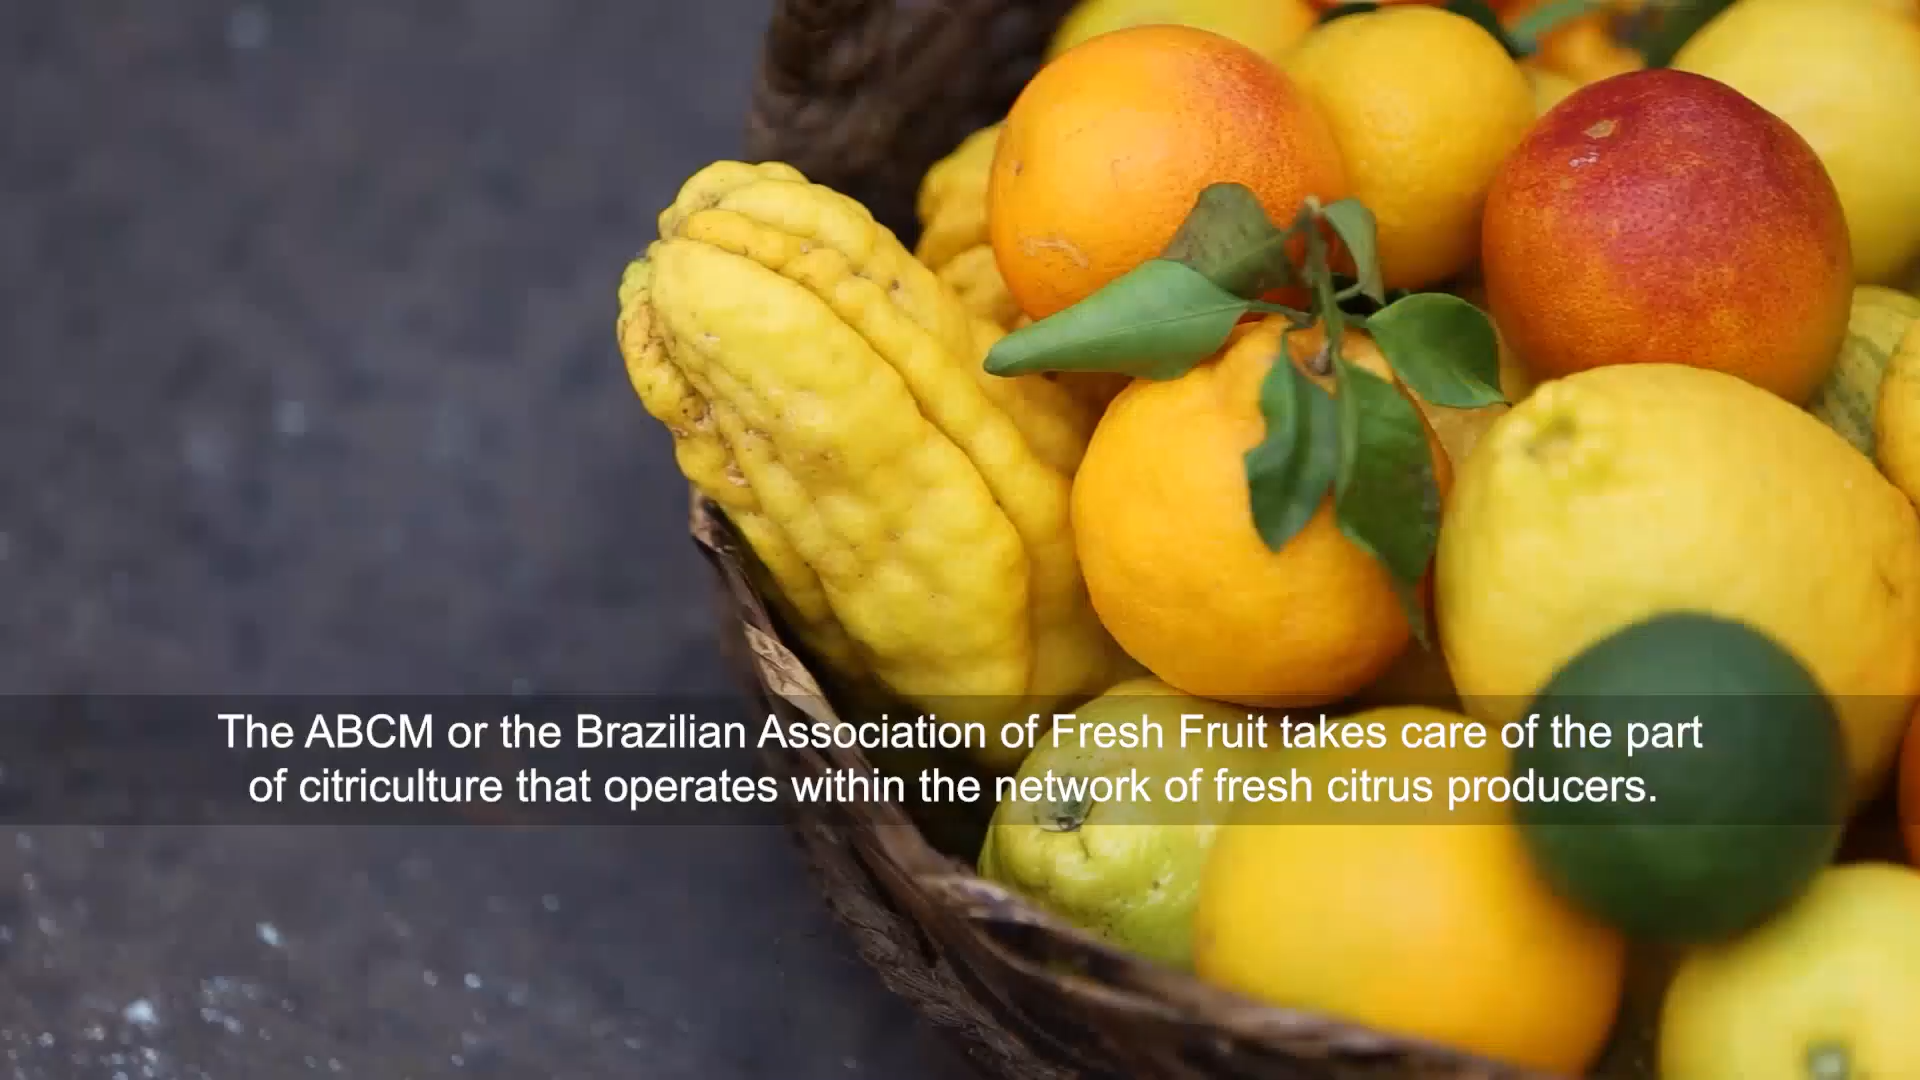 The ABCM or the Brazilian Association of Fresh Fruit takes care of the part
of citriculture that operates within the network of fresh citrus producers.